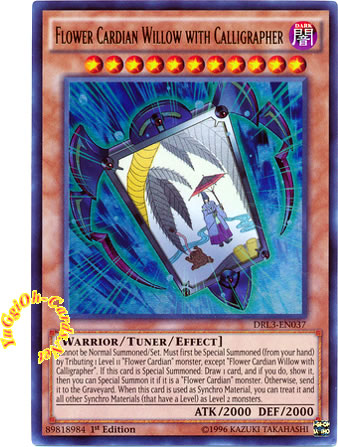 FLOWER CARDIAN WILLOW WITH CALLIGRAPHER
DARK
闇
DRL3-EN037
[WARRIOR/TUNER/EFFECT]
Cannot be Normal Summoned/Set. Must first be Special Summoned (from your hand)
by Tributing 1 Level 11 "Flower Cardian" monster, except "Flower Cardian Willow with
Calligrapher". If this card is Special Summoned: Draw 1 card, and if you do, show it,
then you can Special Summon it if it is a "Flower Cardian" monster. Otherwise, send
it to the Graveyard. When this card is used as Synchro Material, you can treat it and
all other Synchro Materials (that have a Level) as Level 2 monsters.
ATK/2000 DEF/2000
89818984 1st Edition ©1996 KAZUKI TAKAHASHI